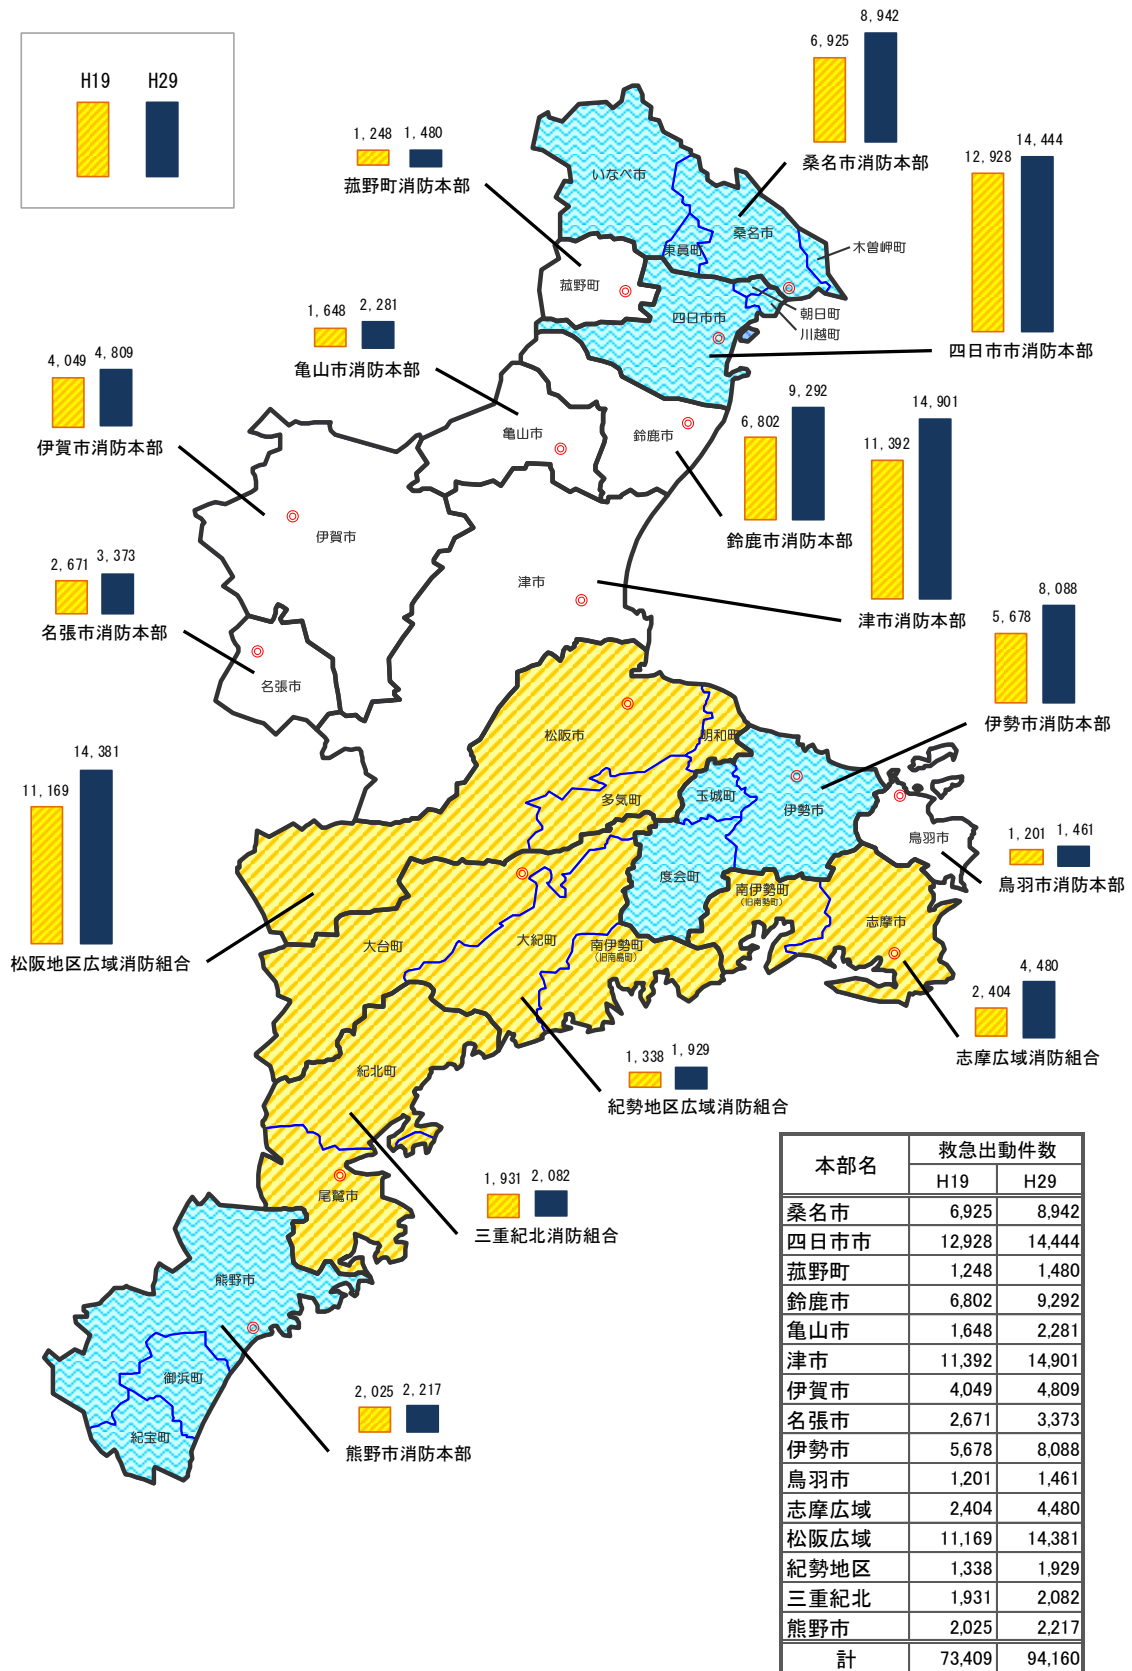 H19 H29
6,925 8,942
桑名市消防本部
1,248 1,480
菰野町消防本部
12,928 14,444
四日市市消防本部
いなべ市
東員町
桑名市
木曽岬町
菰野町
四日市市
朝日町
川越町
1,648 2,281
亀山市消防本部
4,049 4,809
伊賀市消防本部
亀山市
鈴鹿市
6,802 9,292
鈴鹿市消防本部
11,392 14,901
津市消防本部
伊賀市
津市
2,671 3,373
名張市消防本部
名張市
5,678 8,088
伊勢市消防本部
松阪市
明和町
多気町
玉城町
伊勢市
鳥羽市
1,201 1,461
鳥羽市消防本部
11,169 14,381
松阪地区広域消防組合
度会町
南伊勢町
(旧南勢町)
志摩市
大台町
大紀町
南伊勢町
(旧南島町)
2,404 4,480
志摩広域消防組合
1,338 1,929
紀勢地区広域消防組合
紀北町
尾鷲市
1,931 2,082
三重紀北消防組合
熊野市
御浜町
紀宝町
2,025 2,217
熊野市消防本部
本部名 救急出動件数
H19 H29
桑名市 6,925 8,942
四日市市 12,928 14,444
菰野町 1,248 1,480
鈴鹿市 6,802 9,292
亀山市 1,648 2,281
津市 11,392 14,901
伊賀市 4,049 4,809
名張市 2,671 3,373
伊勢市 5,678 8,088
鳥羽市 1,201 1,461
志摩広域 2,404 4,480
松阪広域 11,169 14,381
紀勢地区 1,338 1,929
三重紀北 1,931 2,082
熊野市 2,025 2,217
計 73,409 94,160